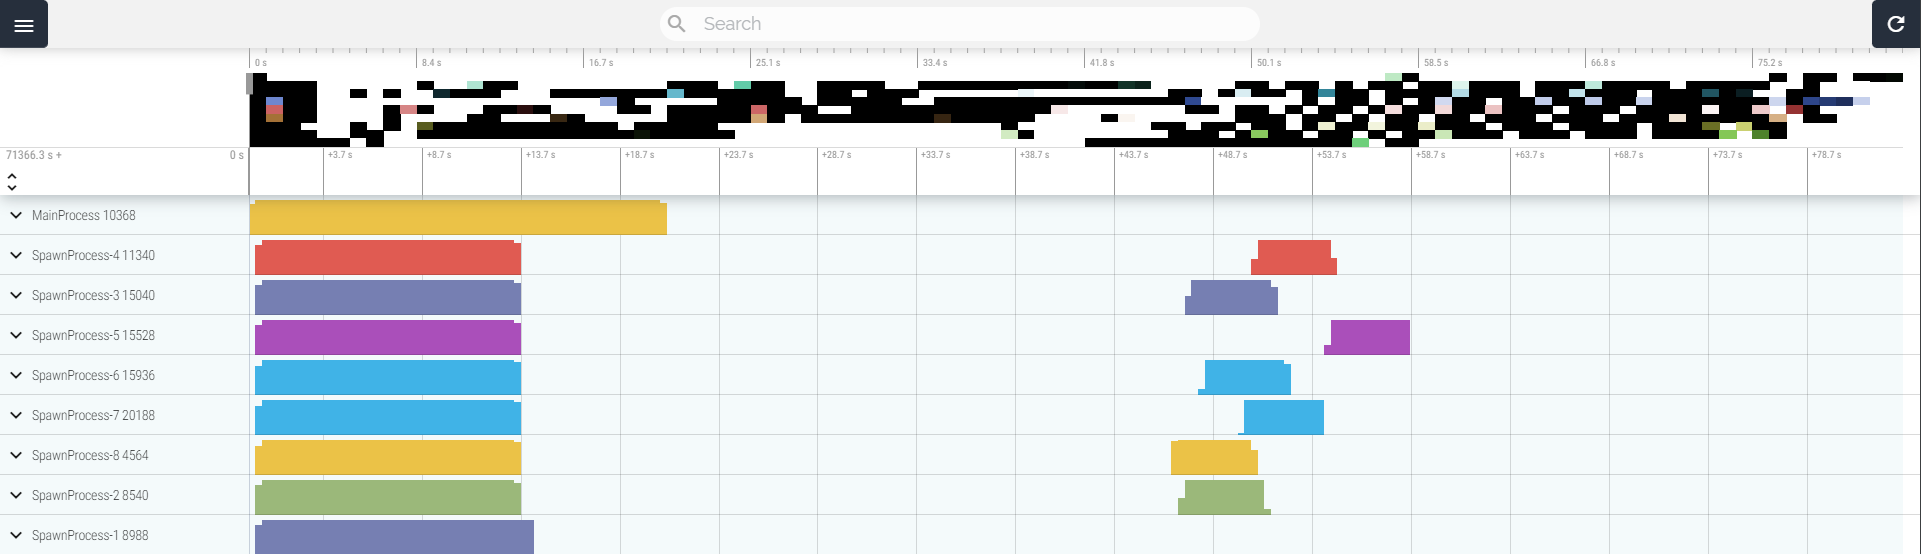 Search
0 s 8.4 s 16.7 s 25.1 s 33.4 s 41.8 s 50.1 s 58.5 s 66.8 s 75.2 s
71366.3 s + 0 s +3.7 s +8.7 s +13.7 s +18.7 s +23.7 s +28.7 s +33.7 s +38.7 s +43.7 s +48.7 s +53.7 s +58.7 s +63.7 s +68.7 s +73.7 s +78.7 s
MainProcess 10368
SpawnProcess-4 11340
SpawnProcess-3 15040
SpawnProcess-5 15528
SpawnProcess-6 15936
SpawnProcess-7 20188
SpawnProcess-8 4564
SpawnProcess-2 8540
SpawnProcess-1 8988